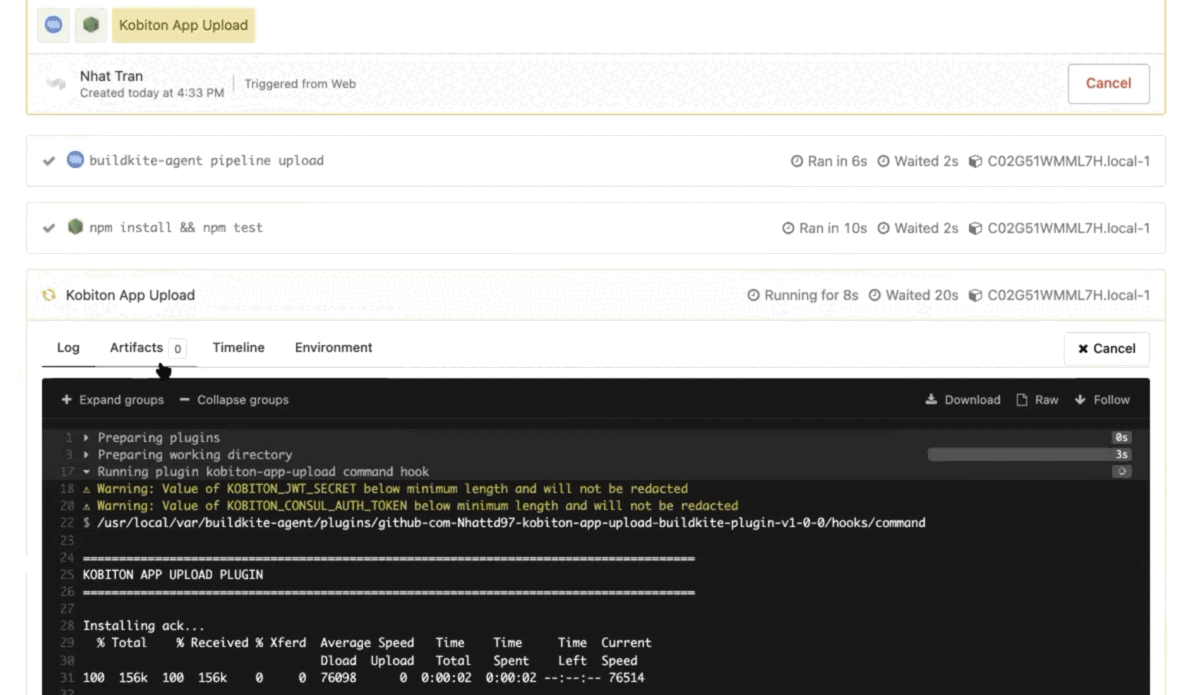 Kobiton App Upload
Nhat Tran
Created today at 4:33 PM
Triggered from Web
Cancel
buildkite-agent pipeline upload
Ran in 6s Waited 2s C02G51WMML7H.local-1
npm install && npm test
Ran in 10s Waited 2s C02G51WMML7H.local-1
Kobiton App Upload
Running for 8s Waited 20s C02G51WMML7H.local-1
Log Artifacts 0 Timeline Environment
Cancel
+ Expand groups − Collapse groups
Download Raw Follow
1 Preparing plugins 0s
3 Preparing working directory 3s
17 Running plugin kobiton-app-upload command hook
18 ⚠ Warning: Value of KOBITON_JWT_SECRET below minimum length and will not be redacted
20 ⚠ Warning: Value of KOBITON_CONSUL_AUTH_TOKEN below minimum length and will not be redacted
22 $ /usr/local/var/buildkite-agent/plugins/github-com-Nhattd97-kobiton-app-upload-buildkite-plugin-v1-0-0/hooks/command
23
24 =====================================================================================
25 KOBITON APP UPLOAD PLUGIN
26 =====================================================================================
27
28 Installing ack...
29 % Total % Received % Xferd Average Speed Time Time Time Current
30 Dload Upload Total Spent Left Speed
31 100 156k 100 156k 0 0 76098 0 0:00:02 0:00:02 --:--:-- 76514
32